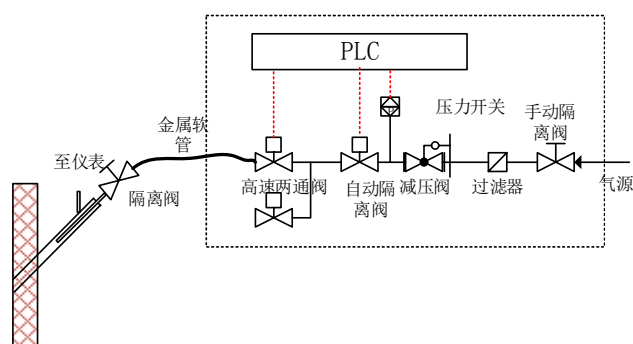 PLC
金属软
管
压力开关
手动隔
离阀
至仪表
隔离阀
高速两通阀
自动隔
离阀
减压阀
过滤器
气源